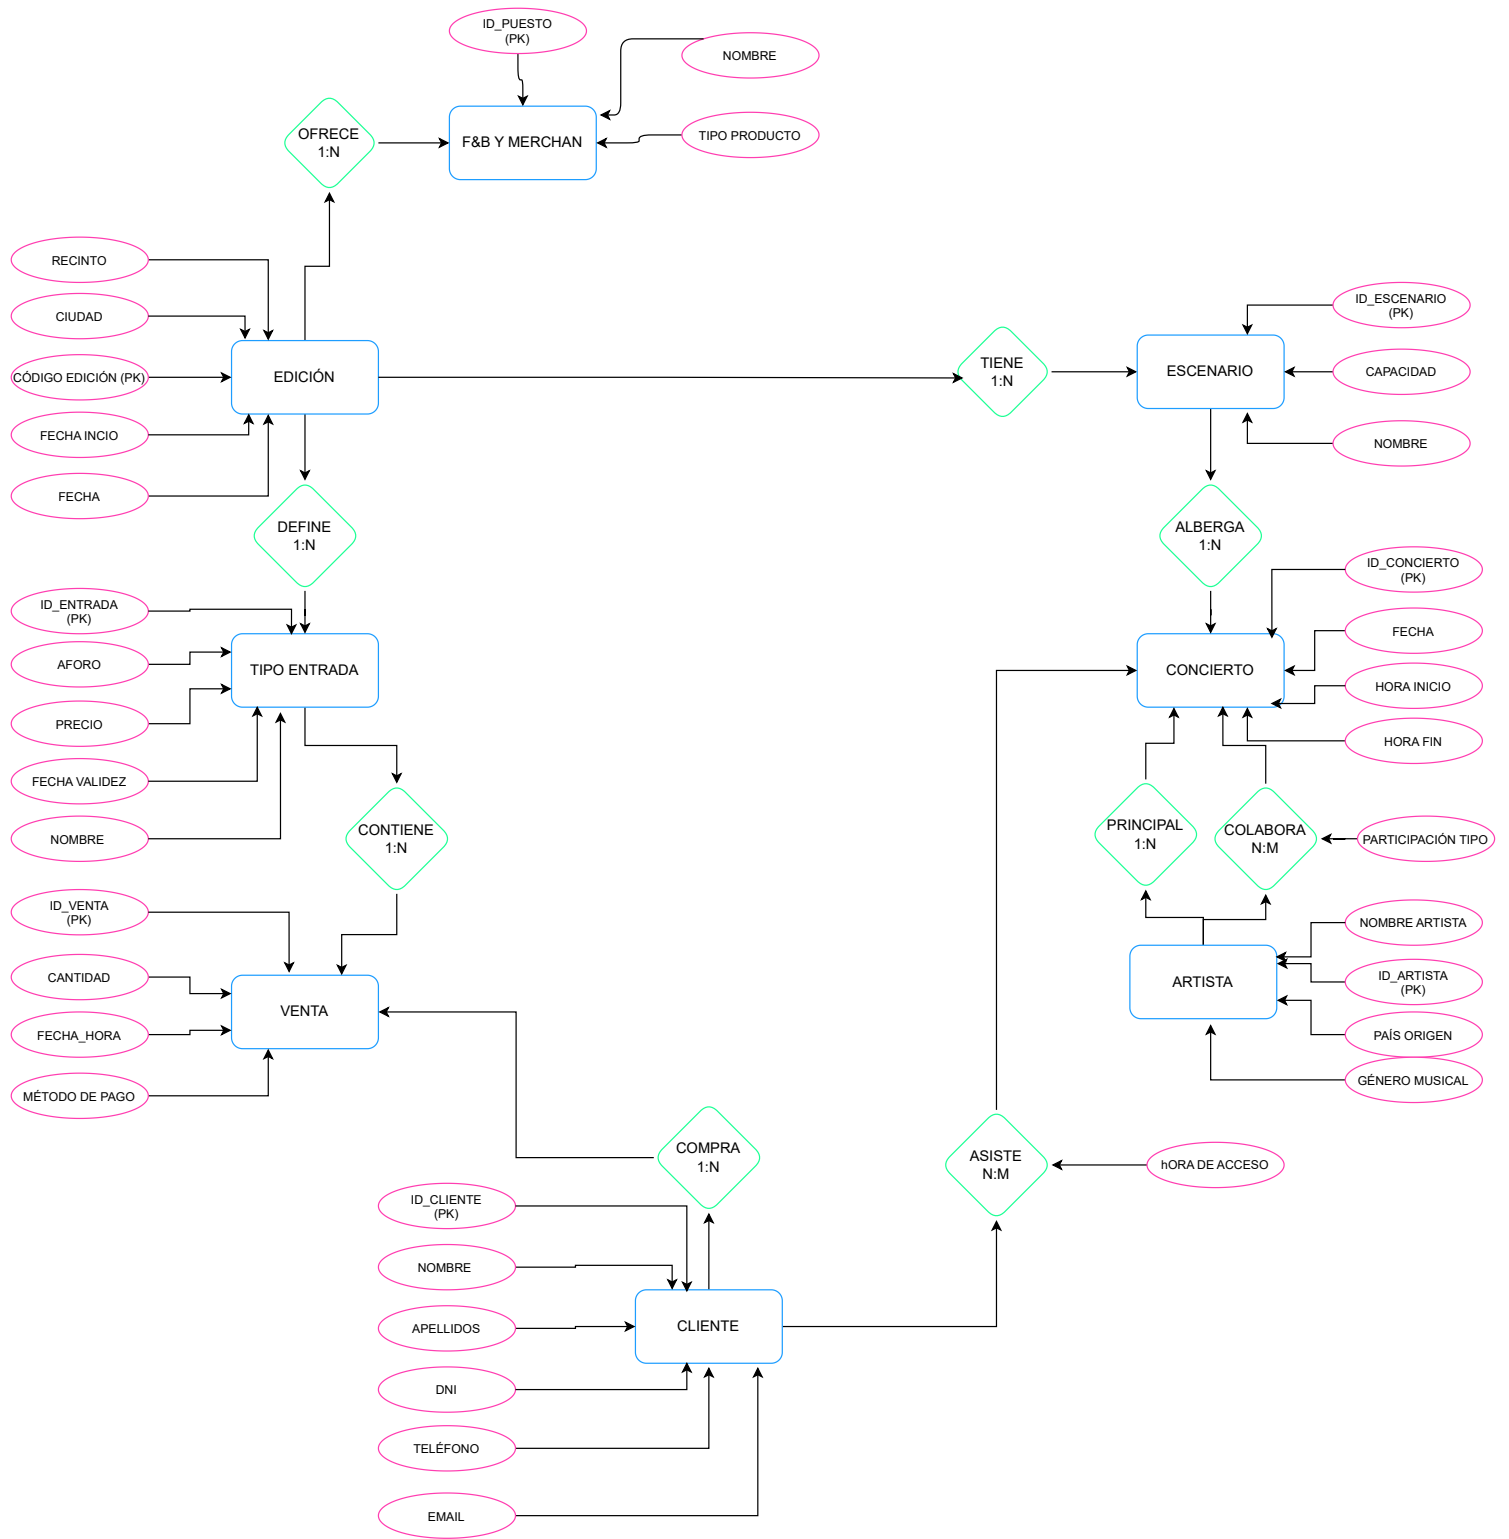 ID_PUESTO
(PK)
NOMBRE
OFRECE
1:N
F&B Y MERCHAN
TIPO PRODUCTO
RECINTO
CIUDAD
CÓDIGO EDICIÓN (PK)
FECHA INCIO
FECHA
EDICIÓN
TIENE
1:N
ESCENARIO
ID_ESCENARIO
(PK)
CAPACIDAD
NOMBRE
DEFINE
1:N
ALBERGA
1:N
ID_ENTRADA
(PK)
AFORO
PRECIO
FECHA VALIDEZ
NOMBRE
TIPO ENTRADA
CONCIERTO
ID_CONCIERTO
(PK)
FECHA
HORA INICIO
HORA FIN
CONTIENE
1:N
PRINCIPAL
1:N
COLABORA
N:M
PARTICIPACIÓN TIPO
ID_VENTA
(PK)
CANTIDAD
FECHA_HORA
MÉTODO DE PAGO
VENTA
ARTISTA
NOMBRE ARTISTA
ID_ARTISTA
(PK)
PAÍS ORIGEN
GÉNERO MUSICAL
COMPRA
1:N
ASISTE
N:M
hORA DE ACCESO
ID_CLIENTE
(PK)
NOMBRE
APELLIDOS
DNI
TELÉFONO
EMAIL
CLIENTE